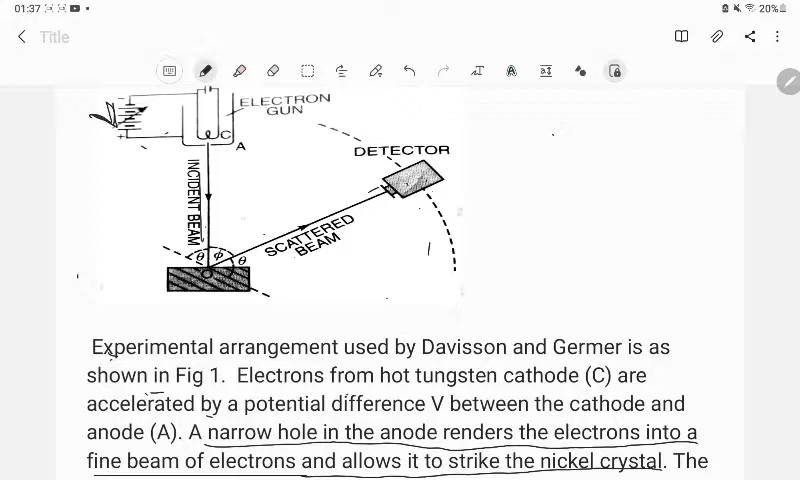 01:37
20%
Title
ELECTRON
GUN
C
A
V
+
DETECTOR
INCIDENT BEAM
SCATTERED
BEAM
θ ϕ θ
Experimental arrangement used by Davisson and Germer is as
shown in Fig 1. Electrons from hot tungsten cathode (C) are
accelerated by a potential difference V between the cathode and
anode (A). A narrow hole in the anode renders the electrons into a
fine beam of electrons and allows it to strike the nickel crystal. The